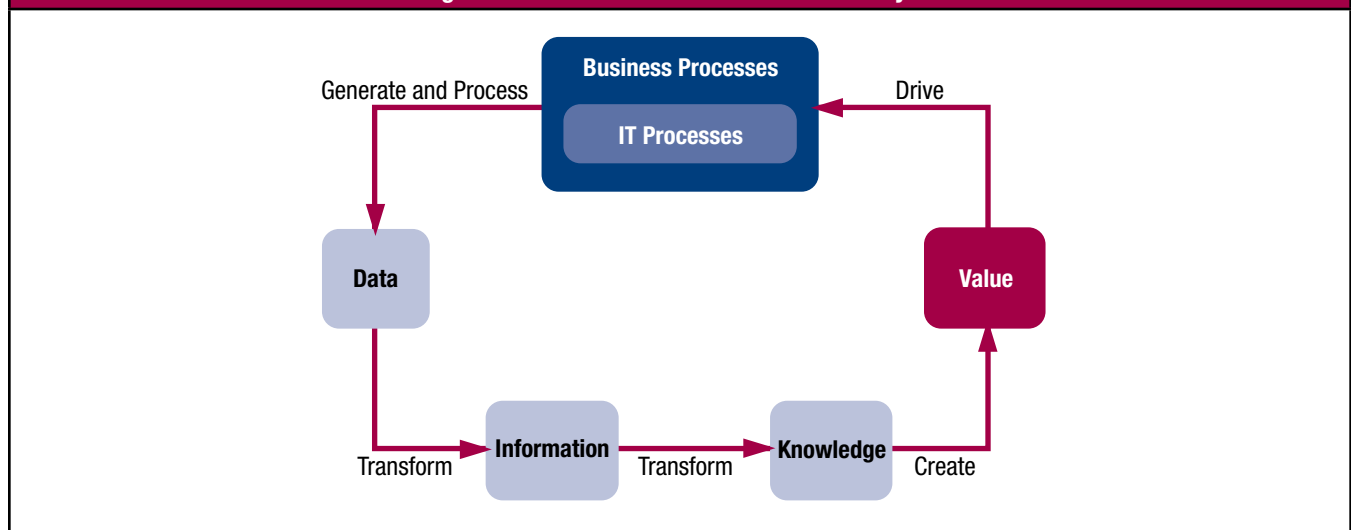 Business Processes
Generate and Process
Drive
IT Processes
Data
Value
Information
Knowledge
Transform
Transform
Create